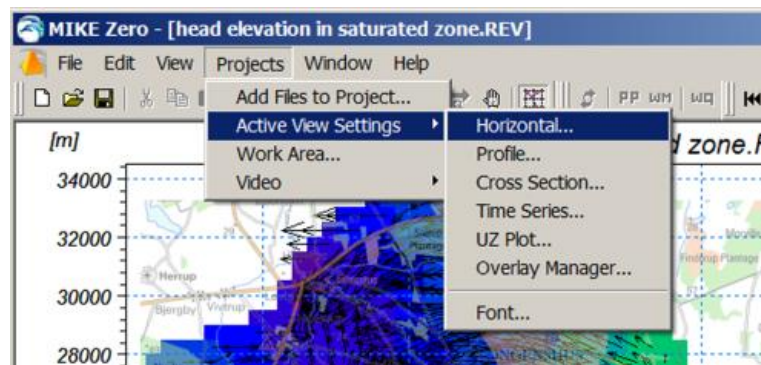 MIKE Zero - [head elevation in saturated zone.REV]
File Edit View Projects Window Help
Add Files to Project...
Active View Settings
Work Area...
Video
Horizontal...
Profile...
Cross Section...
Time Series...
UZ Plot...
Overlay Manager...
Font...
PP WM WQ
[m]
d zone.R
34000
32000
30000
28000
Herrup
Bjergby Vivtrup